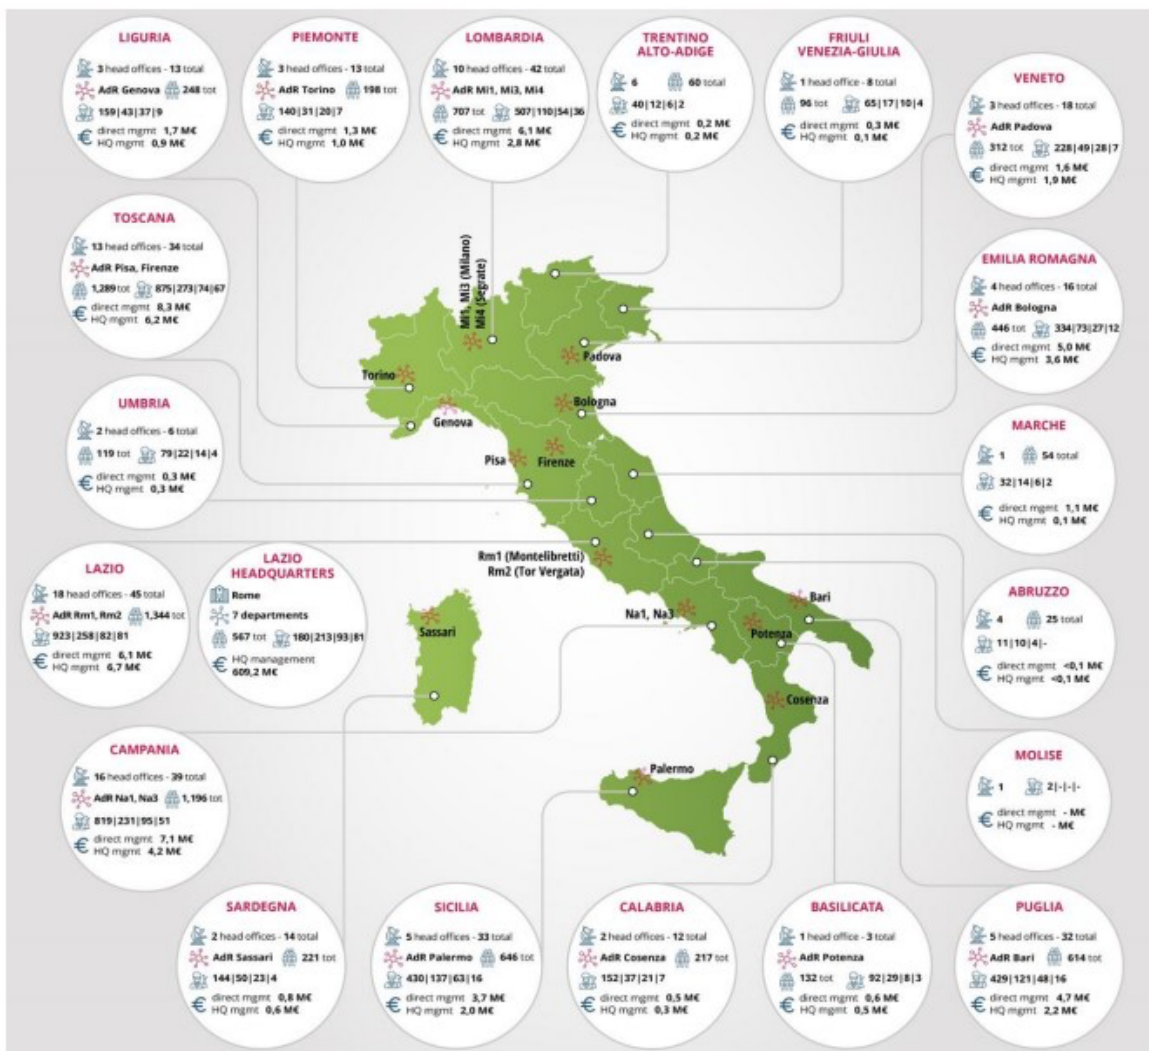 LIGURIA
3 head offices - 13 total
AdR Genova 248 tot
159|43|37|9
direct mgmt 1,7 M€
HQ mgmt 0,9 M€
PIEMONTE
3 head offices - 13 total
AdR Torino 198 tot
140|31|20|7
direct mgmt 1,3 M€
HQ mgmt 1,0 M€
LOMBARDIA
10 head offices - 42 total
AdR Mi1, Mi3, Mi4
707 tot 507|110|54|36
direct mgmt 6,1 M€
HQ mgmt 2,8 M€
TRENTINO
ALTO-ADIGE
6 60 total
40|12|6|2
direct mgmt 0,2 M€
HQ mgmt 0,2 M€
FRIULI
VENEZIA-GIULIA
1 head office - 8 total
96 tot 65|17|10|4
direct mgmt 0,3 M€
HQ mgmt 0,1 M€
VENETO
3 head offices - 18 total
AdR Padova
312 tot 228|49|28|7
direct mgmt 1,6 M€
HQ mgmt 1,9 M€
TOSCANA
13 head offices - 34 total
AdR Pisa, Firenze
1,289 tot 875|273|74|67
direct mgmt 8,3 M€
HQ mgmt 6,2 M€
EMILIA ROMAGNA
4 head offices - 16 total
AdR Bologna
446 tot 334|73|27|12
direct mgmt 5,0 M€
HQ mgmt 3,6 M€
UMBRIA
2 head offices - 6 total
119 tot 79|22|14|4
direct mgmt 0,3 M€
HQ mgmt 0,3 M€
MARCHE
1 54 total
32|14|6|2
direct mgmt 1,1 M€
HQ mgmt 0,1 M€
Mi1, Mi3 (Milano)
Mi4 (Segrate)
Torino
Genova
Padova
Bologna
Pisa
Firenze
Rm1 (Montelibretti)
Rm2 (Tor Vergata)
Na1, Na3
Bari
Potenza
Sassari
Cosenza
Palermo
LAZIO
18 head offices - 45 total
AdR Rm1, Rm2 1,344 tot
923|258|82|81
direct mgmt 6,1 M€
HQ mgmt 6,7 M€
LAZIO
HEADQUARTERS
Rome
7 departments
567 tot 180|213|93|81
HQ management
609,2 M€
ABRUZZO
4 25 total
11|10|4|-
direct mgmt <0,1 M€
HQ mgmt <0,1 M€
CAMPANIA
16 head offices - 39 total
AdR Na1, Na3 1,196 tot
819|231|95|51
direct mgmt 7,1 M€
HQ mgmt 4,2 M€
MOLISE
1 2|-|-|-
direct mgmt - M€
HQ mgmt - M€
SARDEGNA
2 head offices - 14 total
AdR Sassari 221 tot
144|50|23|4
direct mgmt 0,8 M€
HQ mgmt 0,6 M€
SICILIA
5 head offices - 33 total
AdR Palermo 646 tot
430|137|63|16
direct mgmt 3,7 M€
HQ mgmt 2,0 M€
CALABRIA
2 head offices - 12 total
AdR Cosenza 217 tot
152|37|21|7
direct mgmt 0,5 M€
HQ mgmt 0,3 M€
BASILICATA
1 head office - 3 total
AdR Potenza
132 tot 92|29|8|3
direct mgmt 0,6 M€
HQ mgmt 0,5 M€
PUGLIA
5 head offices - 32 total
AdR Bari 614 tot
429|121|48|16
direct mgmt 4,7 M€
HQ mgmt 2,2 M€